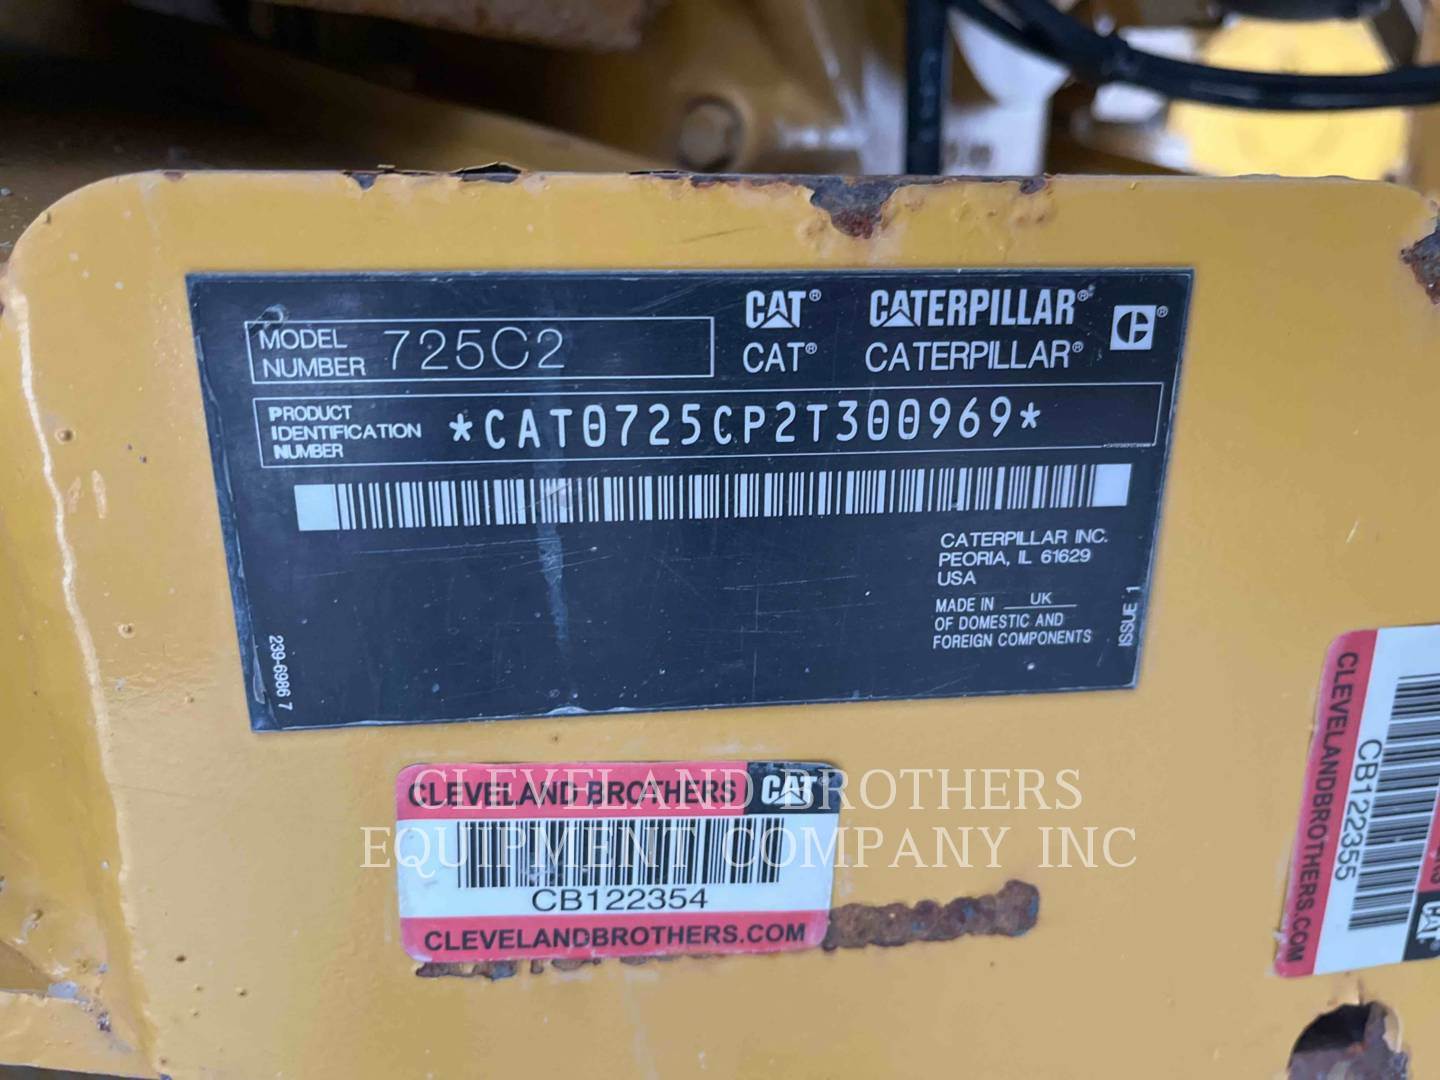 MODEL NUMBER 725C2
CAT® CATERPILLAR® C®
CAT® CATERPILLAR®
PRODUCT
IDENTIFICATION
NUMBER
*CAT0725CP2T300969*
CATERPILLAR INC.
PEORIA, IL 61629
USA
MADE IN UK
OF DOMESTIC AND
FOREIGN COMPONENTS
ISSUE 1
239-6986 7
CLEVELAND BROTHERS CAT
CB122354
CLEVELANDBROTHERS.COM
CLEVELANDBROTHERS.COM
CB122355
CAT
CLEVELAND BROTHERS
EQUIPMENT COMPANY INC